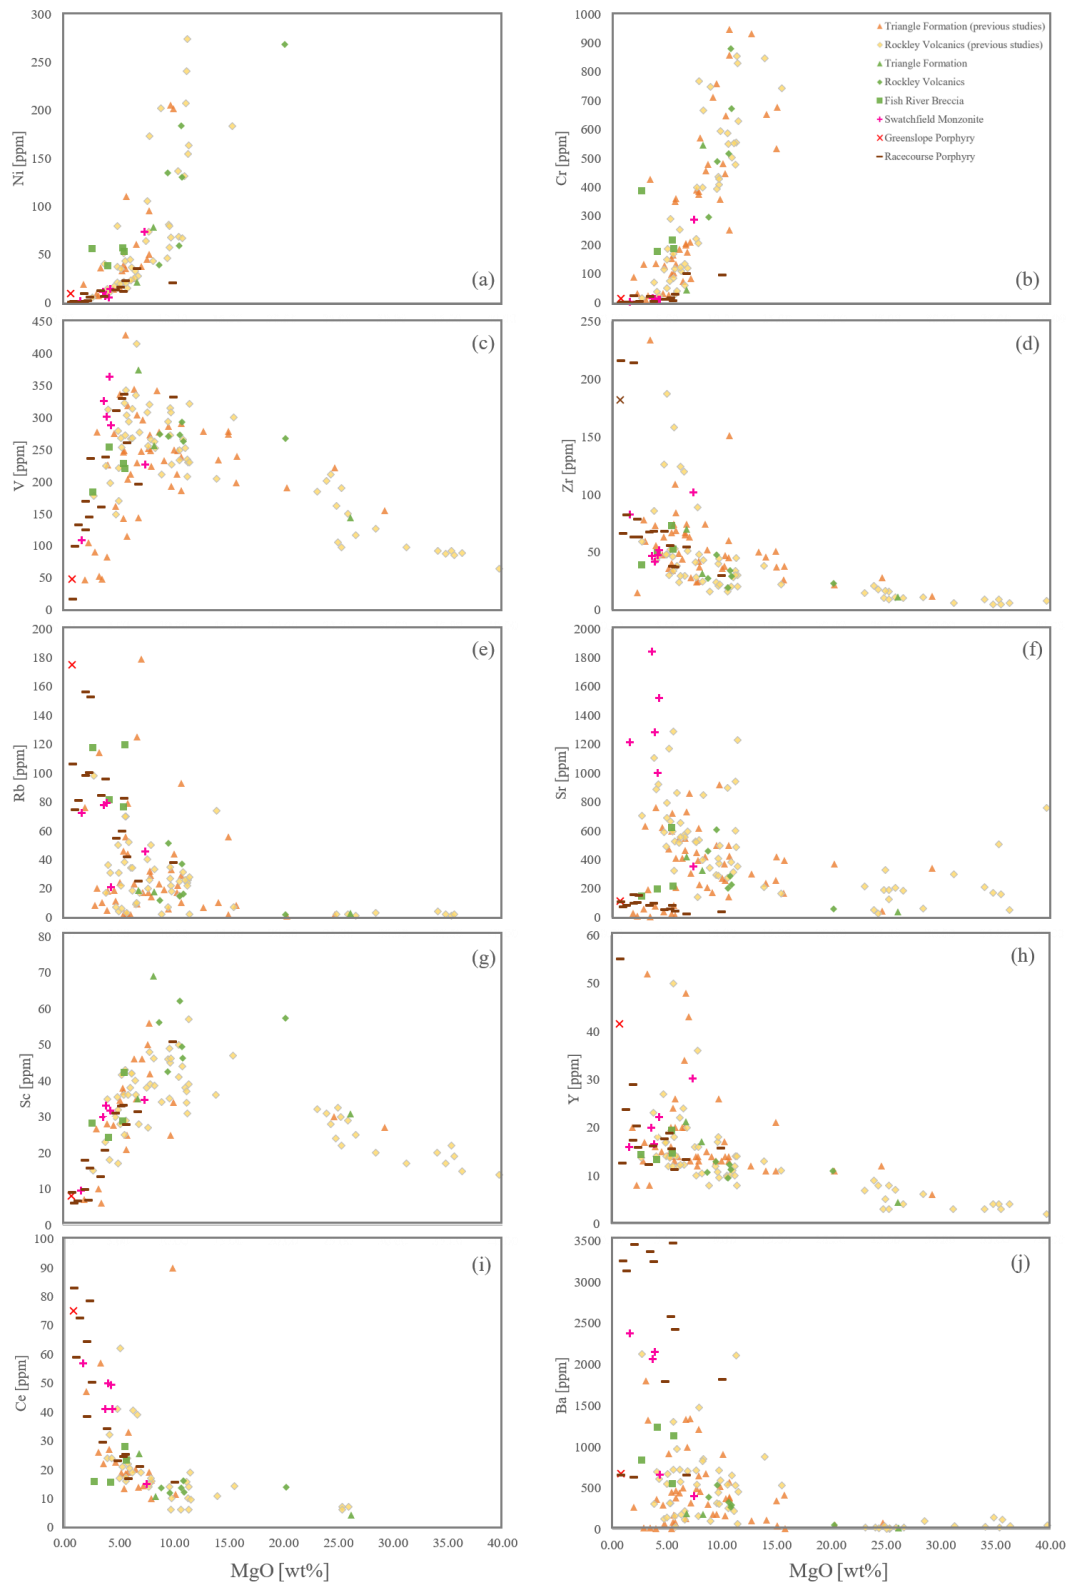 300
250
200
150
100
50
0
Ni [ppm]
(a)
1000
900
800
700
600
500
400
300
200
100
0
Cr [ppm]
Triangle Formation (previous studies)
Rockley Volcanics (previous studies)
Triangle Formation
Rockley Volcanics
Fish River Breccia
Swatchfield Monzonite
Greenslope Porphyry
Racecourse Porphyry
(b)
450
400
350
300
250
200
150
100
50
0
V [ppm]
(c)
250
200
150
100
50
0
Zr [ppm]
(d)
200
180
160
140
120
100
80
60
40
20
0
Rb [ppm]
(e)
2000
1800
1600
1400
1200
1000
800
600
400
200
0
Sr [ppm]
(f)
80
70
60
50
40
30
20
10
0
Sc [ppm]
(g)
60
50
40
30
20
10
0
Y [ppm]
(h)
100
90
80
70
60
50
40
30
20
10
0
Ce [ppm]
(i)
0.00 5.00 10.00 15.00 20.00 25.00 30.00 35.00 40.00
MgO [wt%]
3500
3000
2500
2000
1500
1000
500
0
Ba [ppm]
(j)
0.00 5.00 10.00 15.00 20.00 25.00 30.00 35.00 40.00
MgO [wt%]